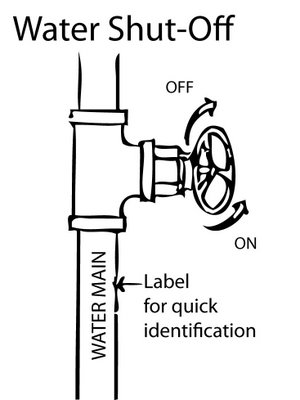 Water Shut-Off
OFF
ON
WATER MAIN
Label
for quick
identification